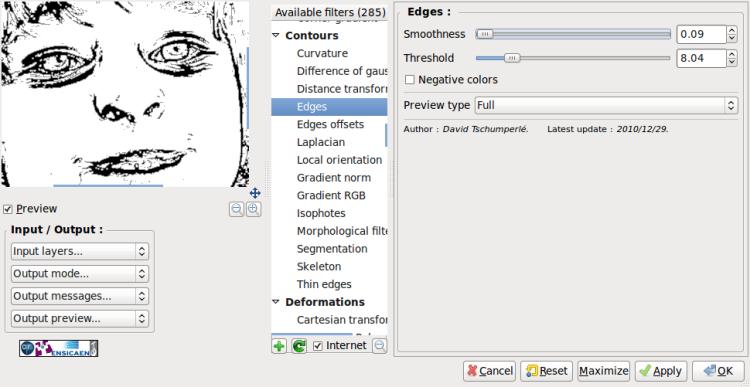 Preview
Input / Output :
Input layers...
Output mode...
Output messages...
Output preview...
ENSICAEN
Available filters (285)
Contours
Curvature
Difference of gaus
Distance transforr
Edges
Edges offsets
Laplacian
Local orientation
Gradient norm
Gradient RGB
Isophotes
Morphological filte
Segmentation
Skeleton
Thin edges
Deformations
Cartesian transfor
Internet
Edges :
Smoothness 0.09
Threshold 8.04
Negative colors
Preview type Full
Author : David Tschumperlé. Latest update : 2010/12/29.
Cancel Reset Maximize Apply OK